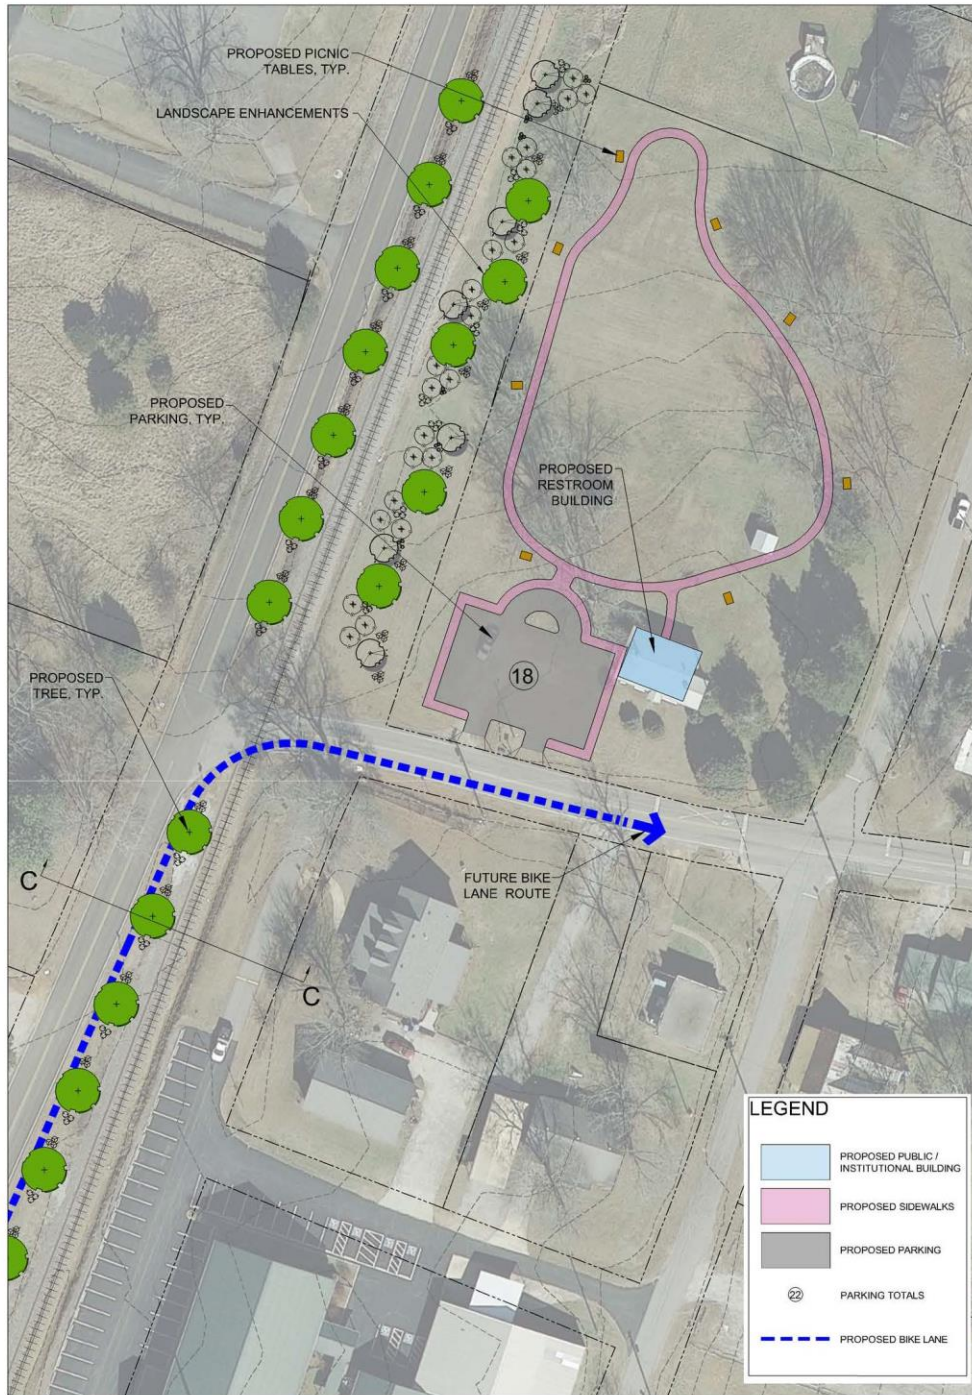 PROPOSED PICNIC
TABLES, TYP.
LANDSCAPE ENHANCEMENTS
PROPOSED
PARKING, TYP.
PROPOSED
RESTROOM
BUILDING
PROPOSED
TREE, TYP.
18
FUTURE BIKE
LANE ROUTE
C
C
LEGEND
PROPOSED PUBLIC /
INSTITUTIONAL BUILDING
PROPOSED SIDEWALKS
PROPOSED PARKING
22
PARKING TOTALS
PROPOSED BIKE LANE